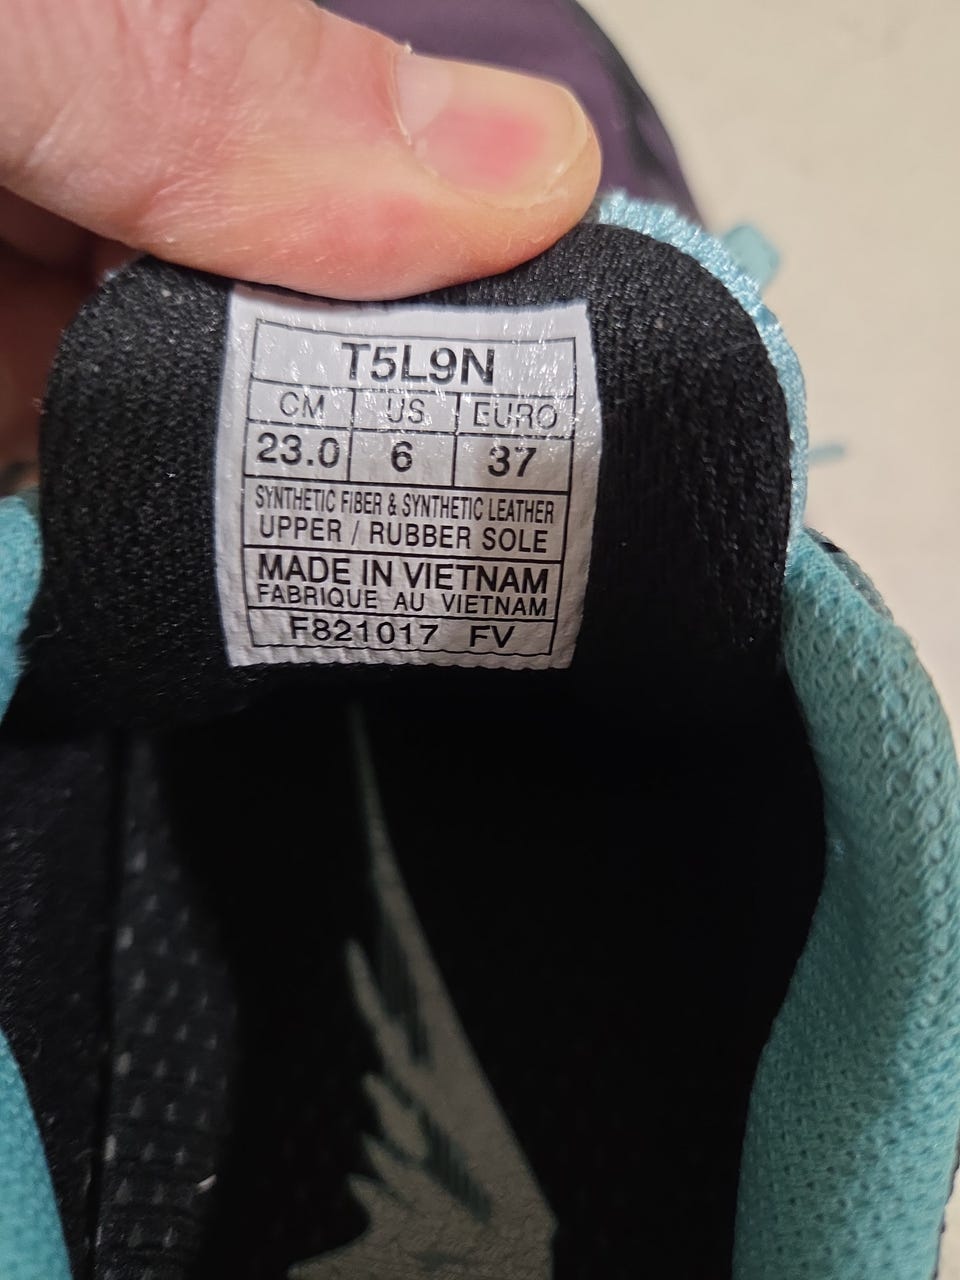 T5L9N
CM US EURO
23.0 6 37
SYNTHETIC FIBER & SYNTHETIC LEATHER
UPPER / RUBBER SOLE
MADE IN VIETNAM
FABRIQUE AU VIETNAM
F821017 FV